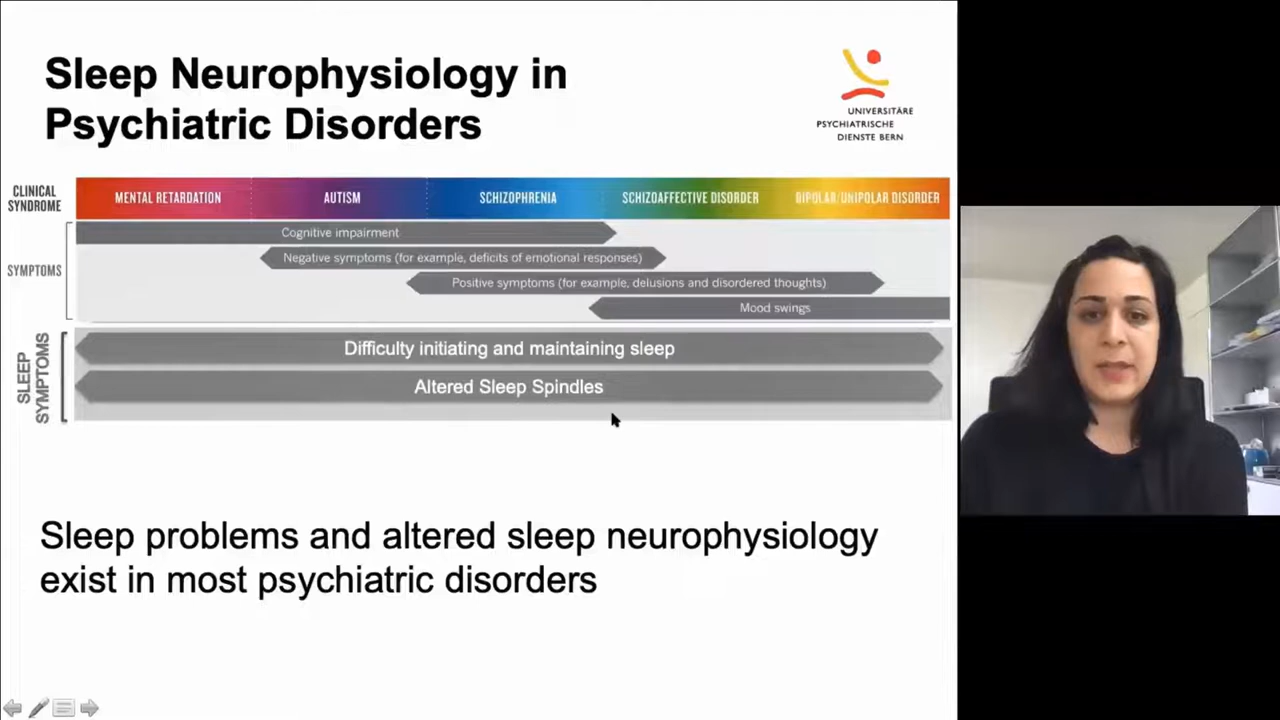 Sleep Neurophysiology in
Psychiatric Disorders
UNIVERSITÄRE
PSYCHIATRISCHE
DIENSTE BERN
CLINICAL
SYNDROME
MENTAL RETARDATION
AUTISM
SCHIZOPHRENIA
SCHIZOAFFECTIVE DISORDER
BIPOLAR/UNIPOLAR DISORDER
SYMPTOMS
Cognitive impairment
Negative symptoms (for example, deficits of emotional responses)
Positive symptoms (for example, delusions and disordered thoughts)
Mood swings
SLEEP
SYMPTOMS
Difficulty initiating and maintaining sleep
Altered Sleep Spindles
Sleep problems and altered sleep neurophysiology
exist in most psychiatric disorders